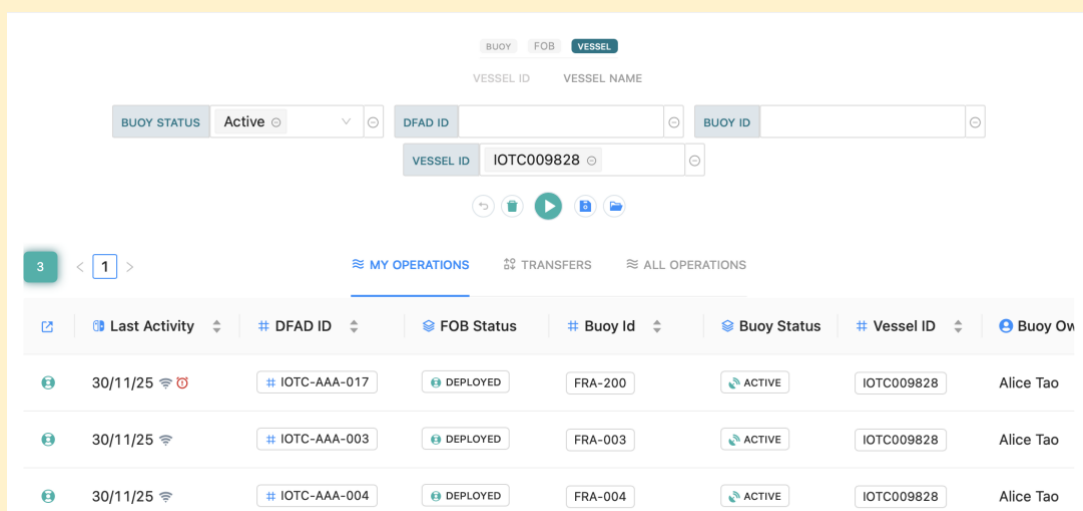 BUOY FOB VESSEL
VESSEL ID VESSEL NAME
BUOY STATUS Active DFAD ID BUOY ID
VESSEL ID IOTC009828
3 < 1 > MY OPERATIONS TRANSFERS ALL OPERATIONS
Last Activity # DFAD ID FOB Status # Buoy Id Buoy Status # Vessel ID Buoy Ow
30/11/25 # IOTC-AAA-017 DEPLOYED FRA-200 ACTIVE IOTC009828 Alice Tao
30/11/25 # IOTC-AAA-003 DEPLOYED FRA-003 ACTIVE IOTC009828 Alice Tao
30/11/25 # IOTC-AAA-004 DEPLOYED FRA-004 ACTIVE IOTC009828 Alice Tao